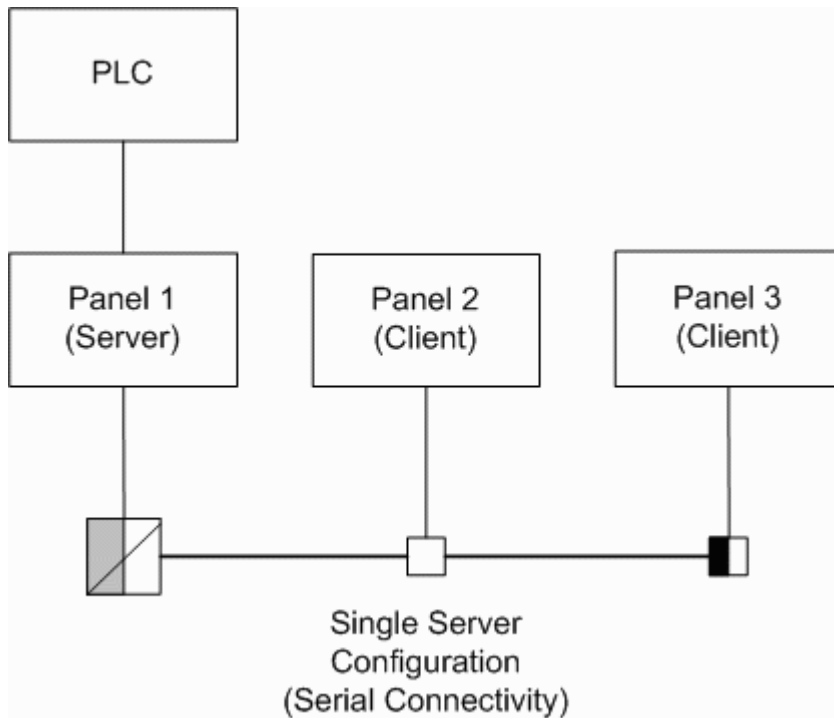 PLC
Panel 1
(Server)
Panel 2
(Client)
Panel 3
(Client)
Single Server
Configuration
(Serial Connectivity)